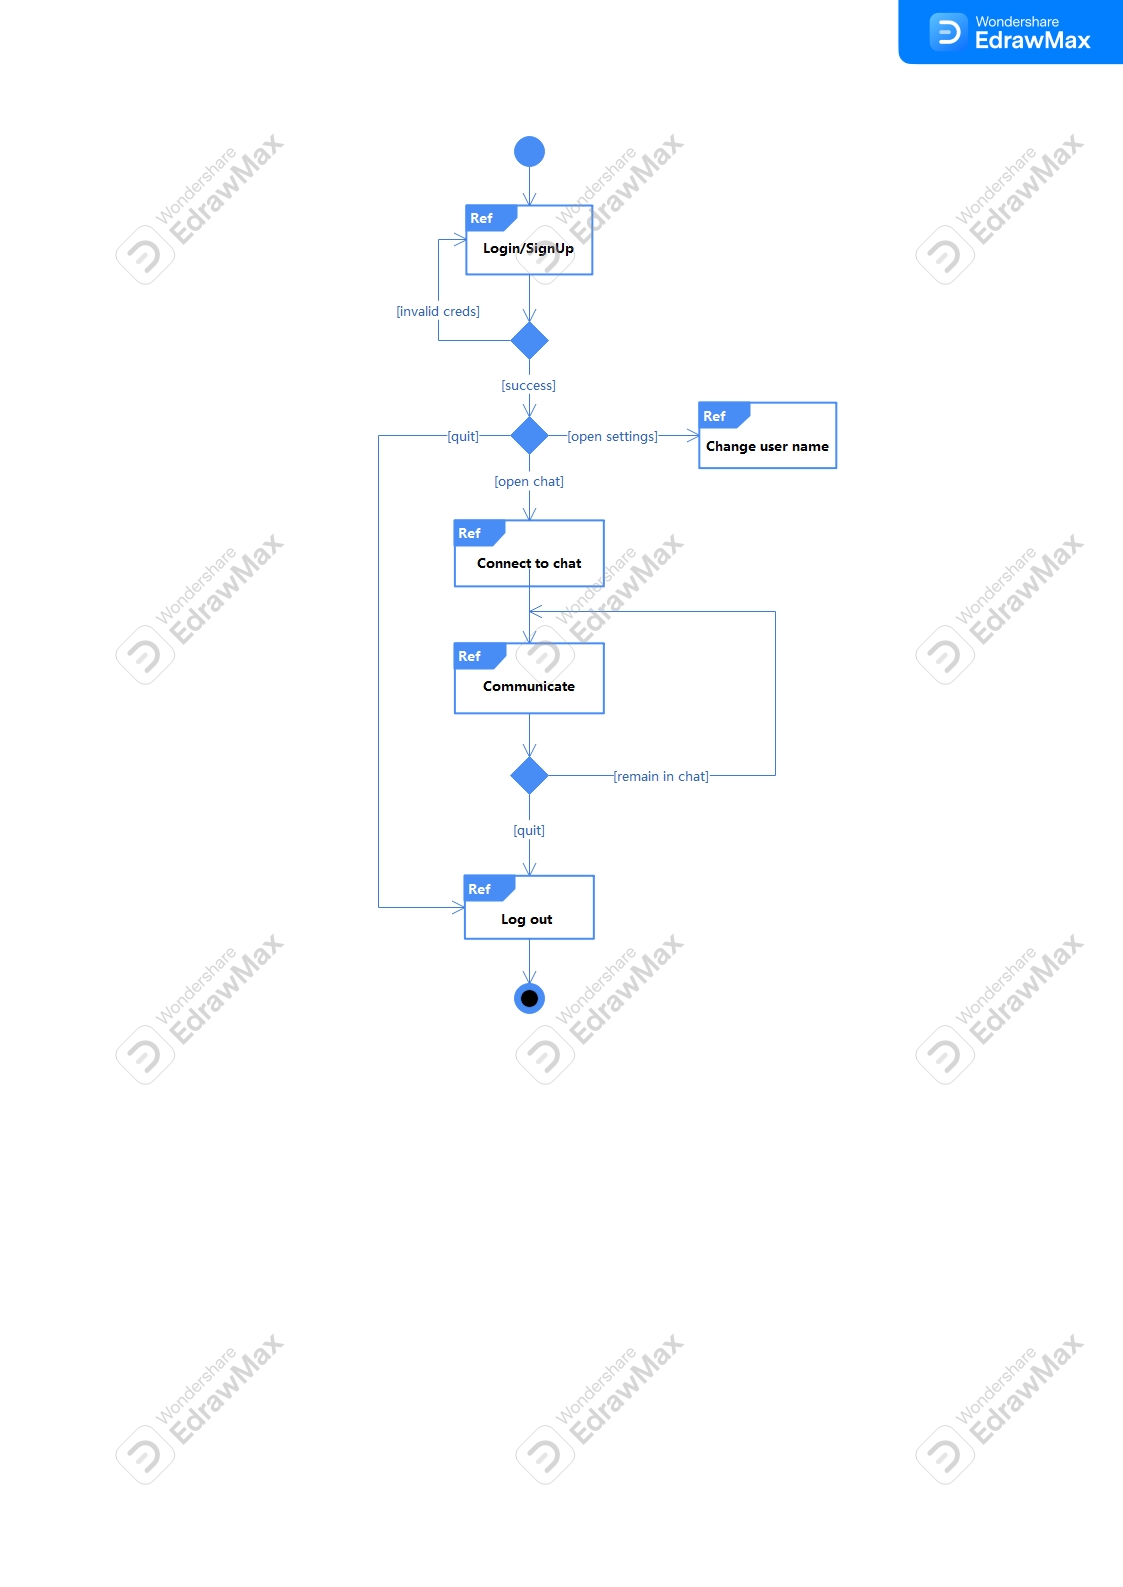 Wondershare
EdrawMax
Wondershare
EdrawMax
Wondershare
EdrawMax
Wondershare
EdrawMax
Ref
Login/SignUp
[invalid creds]
[success]
[quit]
[open settings]
Ref
Change user name
[open chat]
Ref
Connect to chat
Wondershare
EdrawMax
Wondershare
EdrawMax
Wondershare
EdrawMax
Ref
Communicate
[remain in chat]
[quit]
Ref
Log out
Wondershare
EdrawMax
Wondershare
EdrawMax
Wondershare
EdrawMax
Wondershare
EdrawMax
Wondershare
EdrawMax
Wondershare
EdrawMax